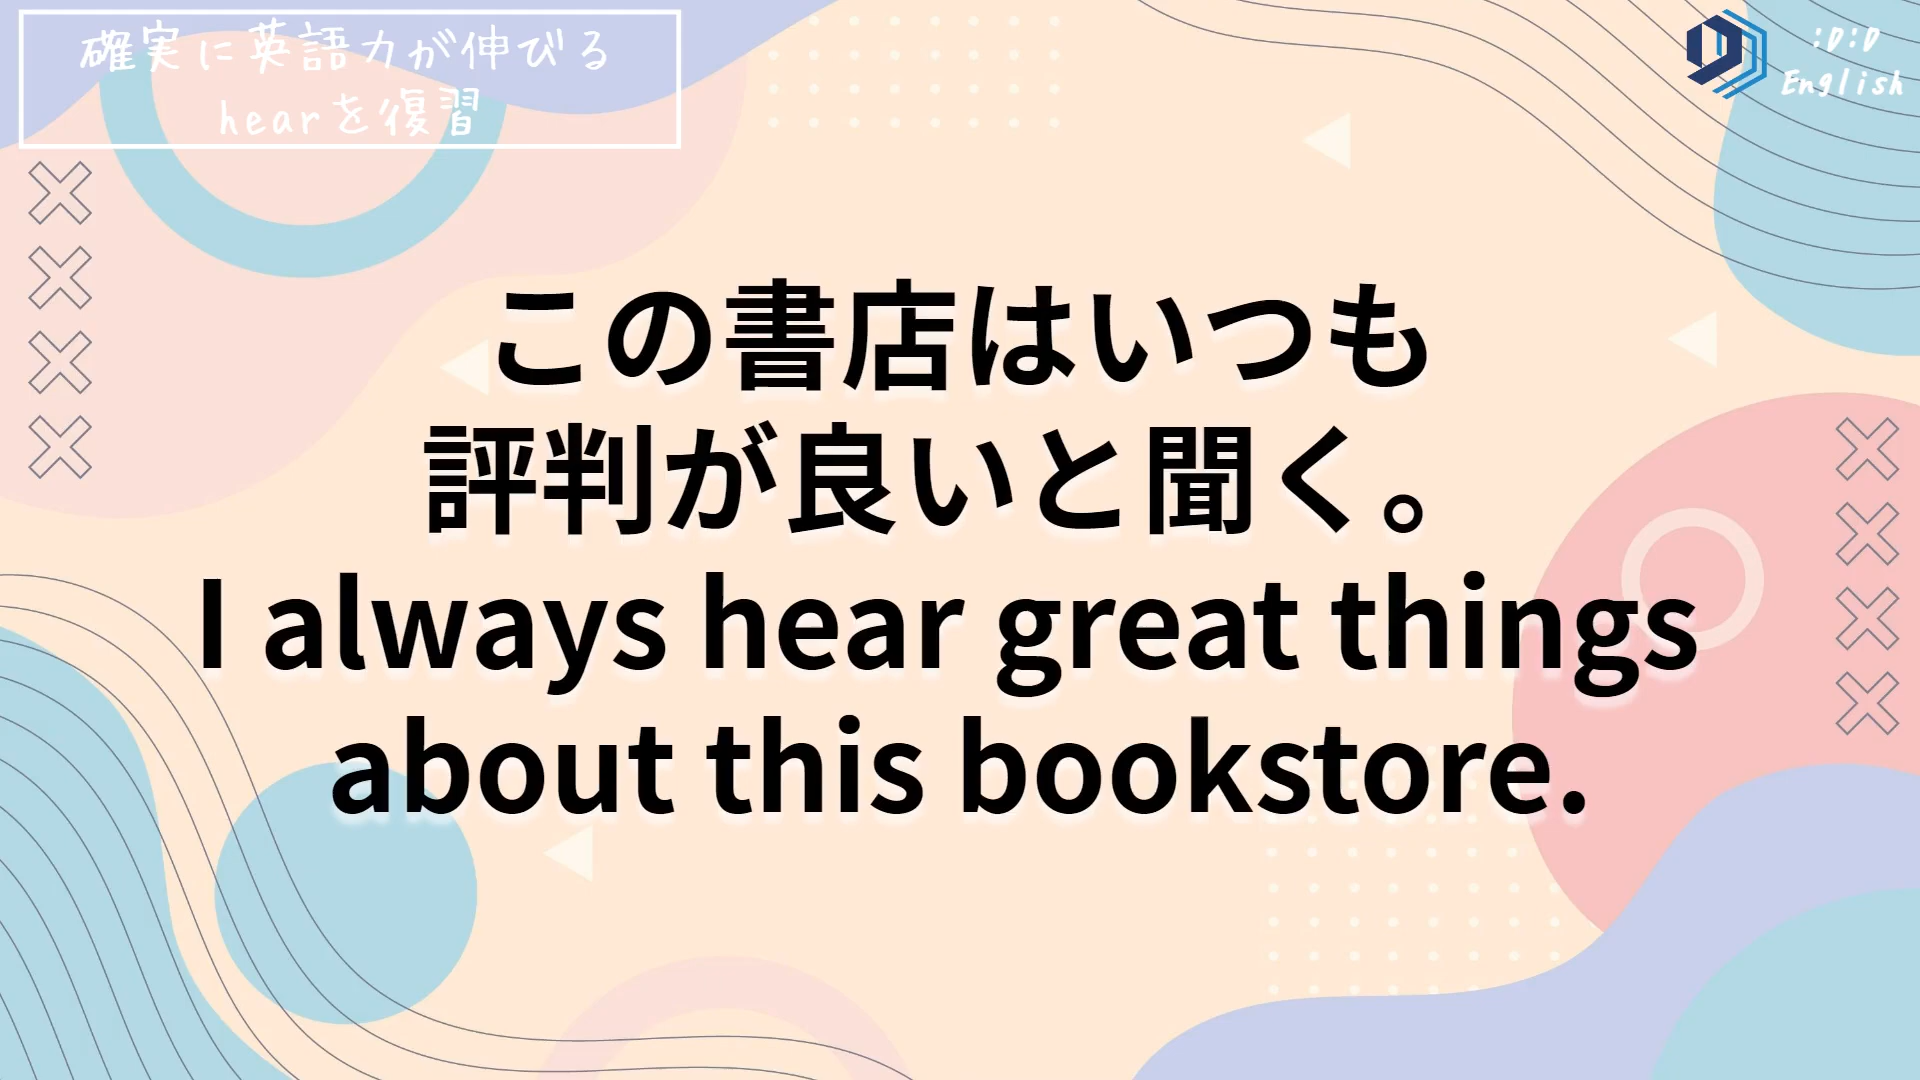 確実に英語力が伸びる
hearを復習
:D:D
English
この書店はいつも
評判が良いと聞く。
I always hear great things
about this bookstore.